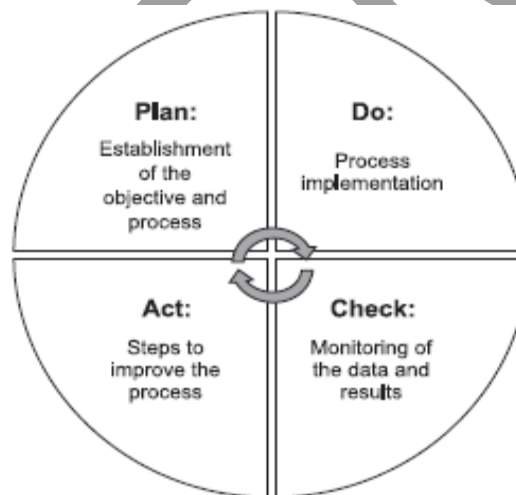 Plan:
Establishment
of the
objective and
process
Do:
Process
implementation
Act:
Steps to
improve the
process
Check:
Monitoring of
the data and
results